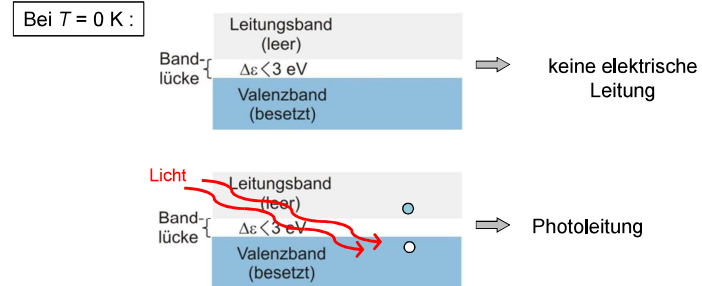 Bei T = 0 K :
Leitungsband
(leer)
Band-
lücke
Δε<3 eV
Valenzband
(besetzt)
keine elektrische
Leitung
Licht
Leitungsband
(leer)
Band-
lücke
Δε<3 eV
Valenzband
(besetzt)
Photoleitung